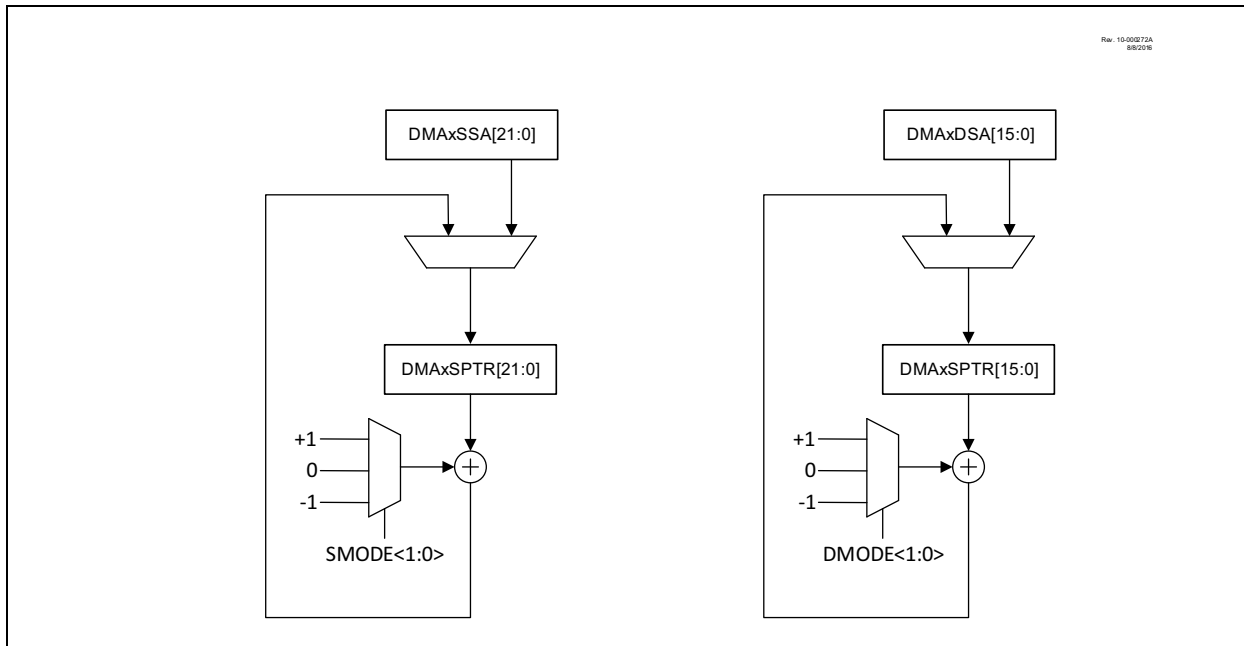 Rev. 10-000272A
8/8/2016
DMAxSSA[21:0]
DMAxSPTR[21:0]
+1
0
-1
SMODE<1:0>
DMAxDSA[15:0]
DMAxSPTR[15:0]
+1
0
-1
DMODE<1:0>